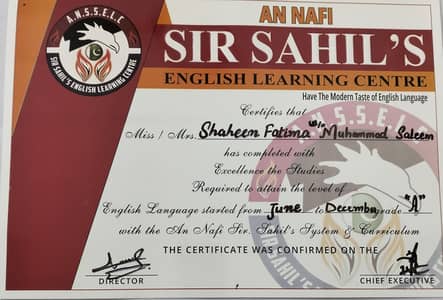 A.N.S.S.E.L.C
SIR SAHIL'S ENGLISH LEARNING CENTRE
AN NAFI
SIR SAHIL'S
ENGLISH LEARNING CENTRE
Have The Modern Taste of English Language
Certifies that
Miss / Mrs. Shaheen Fatima w/o Muhammad Saleem
has completed with
Excellence the Studies
Required to attain the level of
English Language started from June to December grade "A"
with the An Nafi Sir. Sahil's System & Curriculum
THE CERTIFICATE WAS CONFIRMED ON THE
DIRECTOR
CHIEF EXECUTIVE